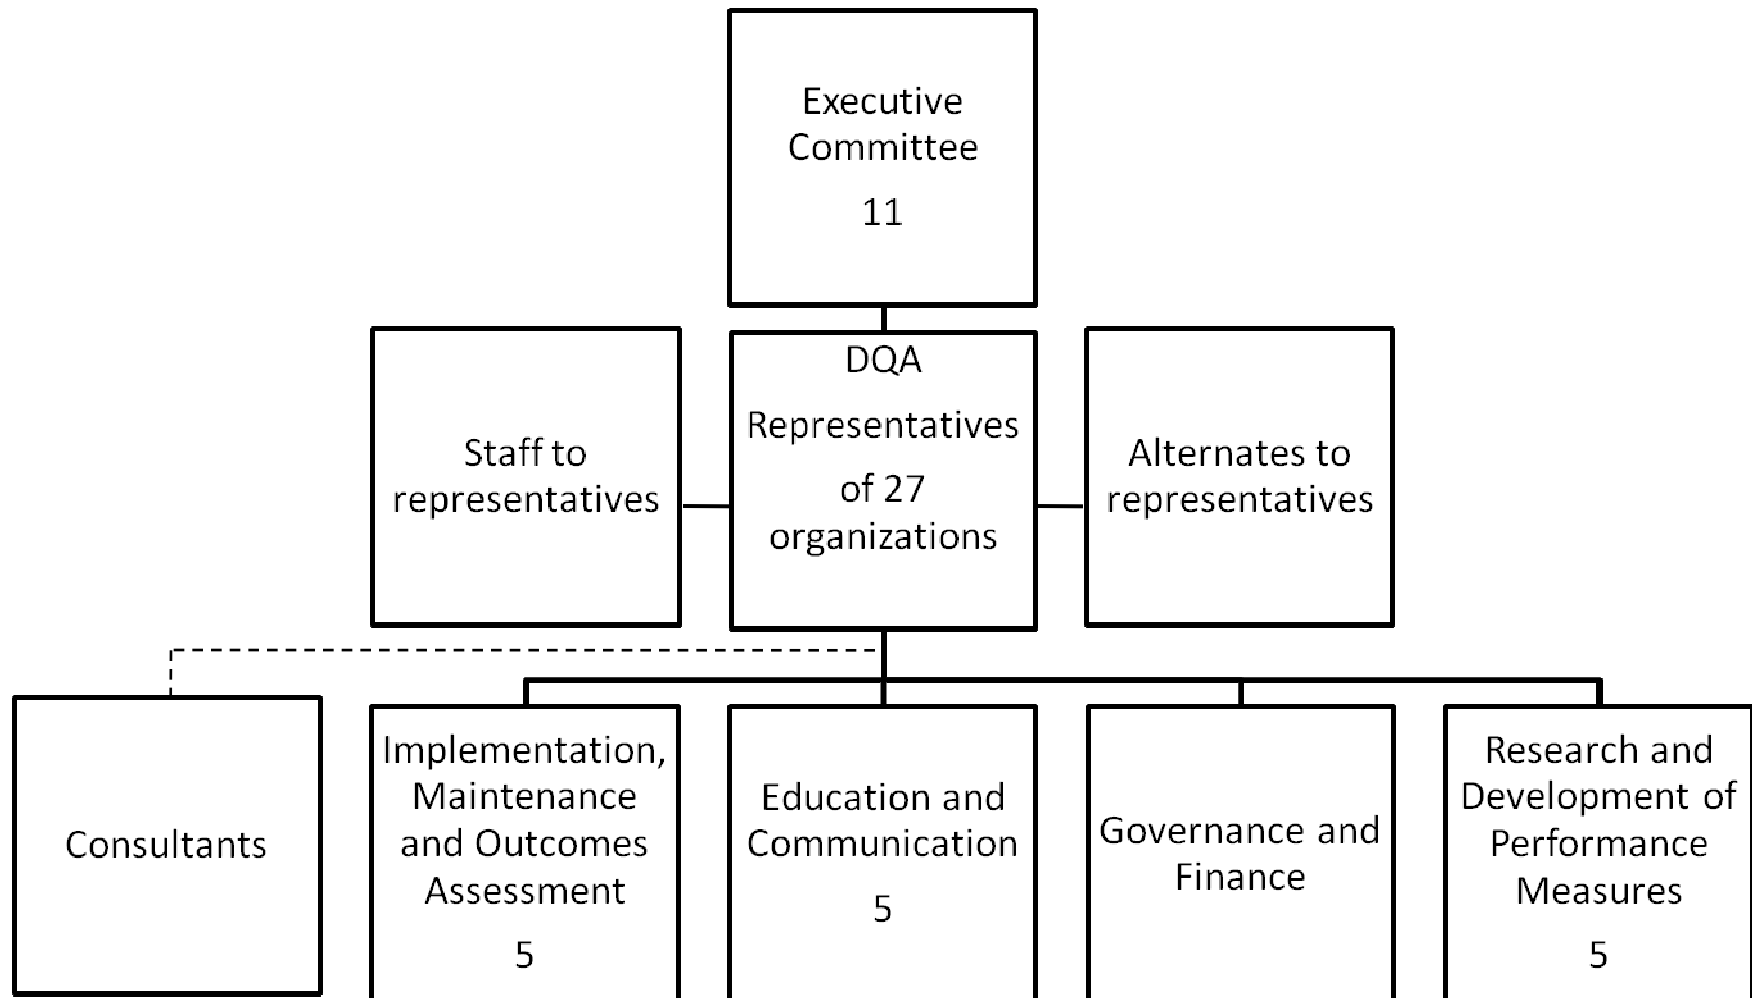 Executive
Committee
11
DQA
Representatives
of 27
organizations
Staff to
representatives
Alternates to
representatives
Consultants
Implementation,
Maintenance
and Outcomes
Assessment
5
Education and
Communication
5
Governance and
Finance
Research and
Development of
Performance
Measures
5